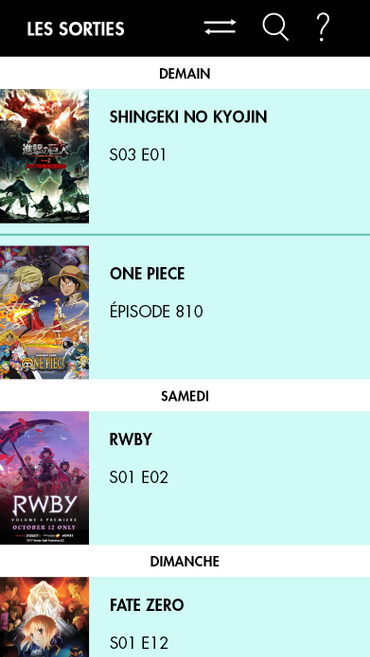 LES SORTIES
?
DEMAIN
SHINGEKI NO KYOJIN
S03 E01
進撃の巨人
ONE PIECE
ÉPISODE 810
ONE PIECE
SAMEDI
RWBY
S01 E02
RWBY
VOLUME 5 PREMIERE
OCTOBER 12 ONLY
DIMANCHE
FATE ZERO
S01 E12